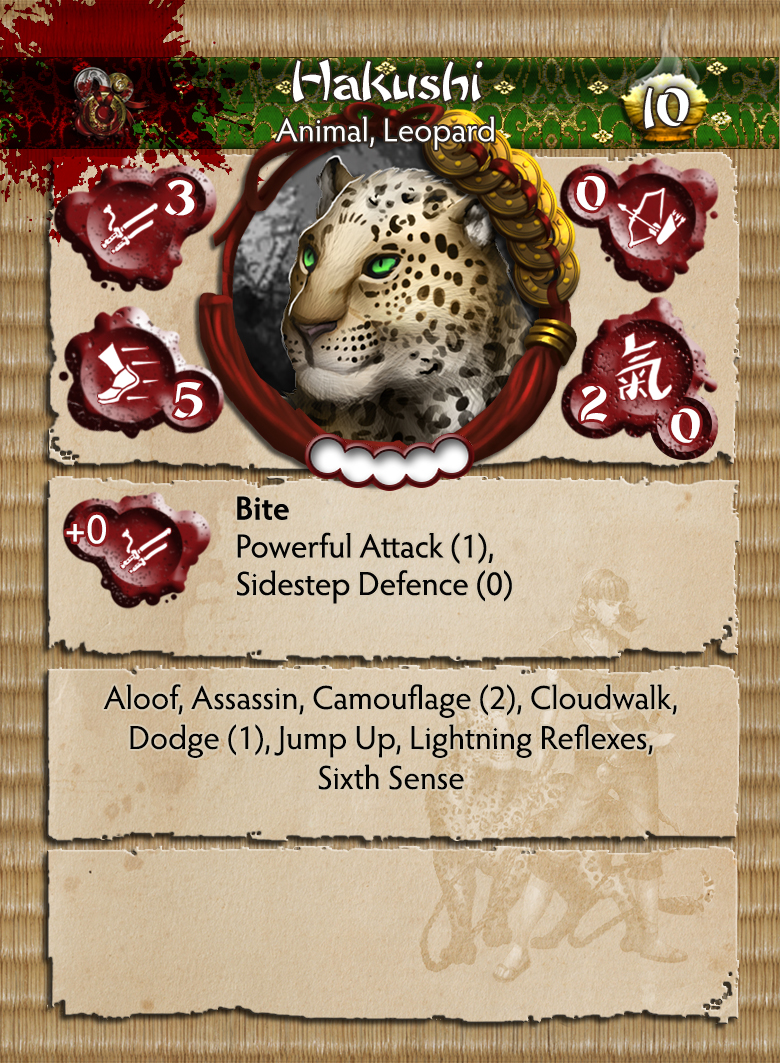 Hakushi
10
Animal, Leopard
3
0
5
氣
2
0
+0
Bite
Powerful Attack (1),
Sidestep Defence (0)
Aloof, Assassin, Camouflage (2), Cloudwalk,
Dodge (1), Jump Up, Lightning Reflexes,
Sixth Sense